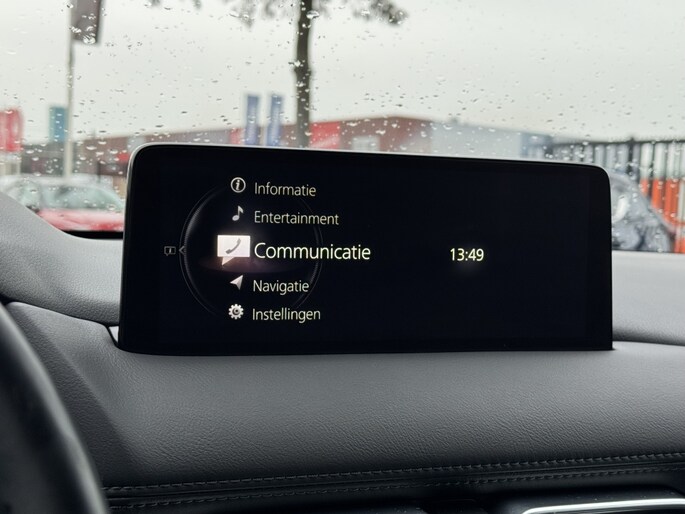 Informatie
Entertainment
Communicatie
13:49
Navigatie
Instellingen